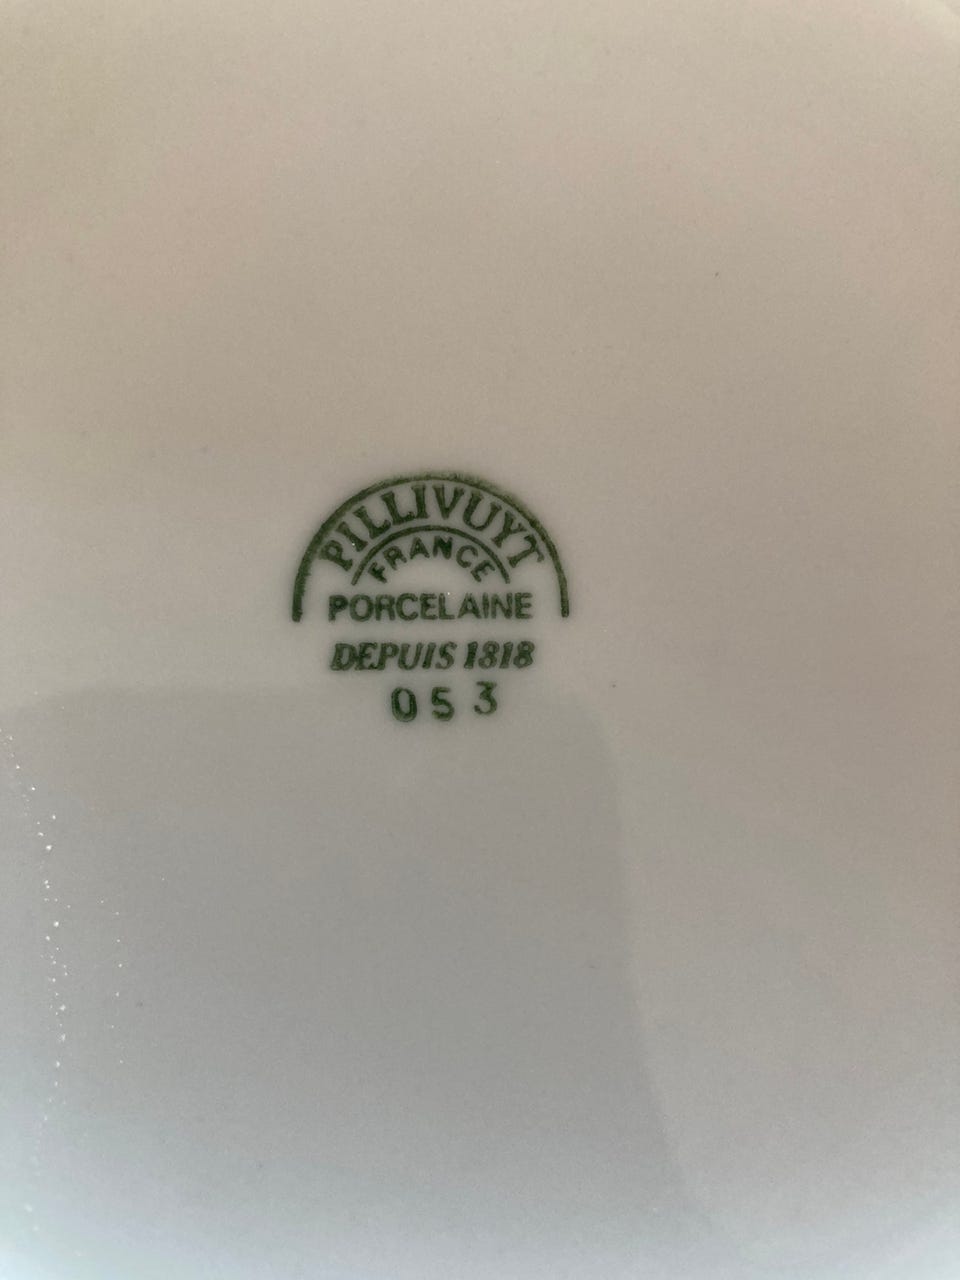 PILLIVUYT
FRANCE
PORCELAINE
DEPUIS 1818
053